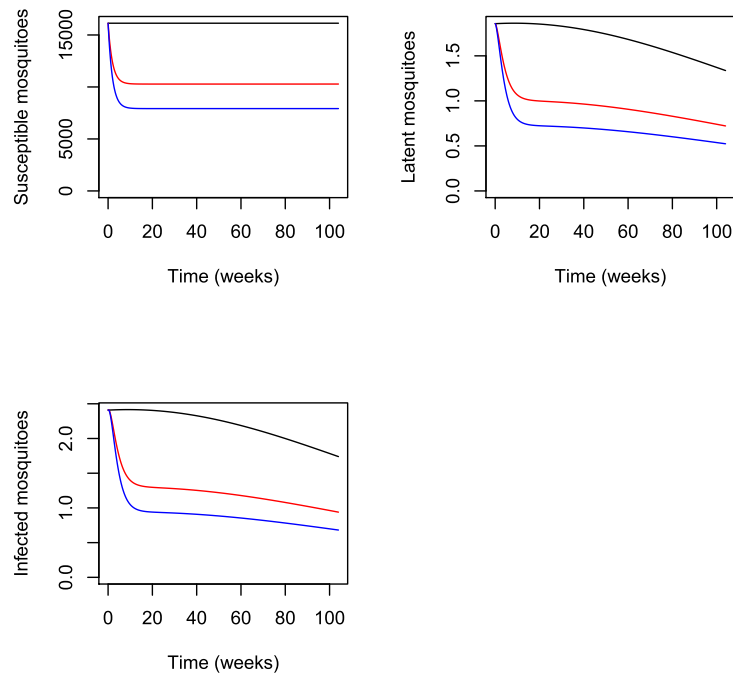 Susceptible mosquitoes
0 5000 15000
0 20 40 60 80 100
Time (weeks)
Latent mosquitoes
0.0 0.5 1.0 1.5
0 20 40 60 80 100
Time (weeks)
Infected mosquitoes
0.0 1.0 2.0
0 20 40 60 80 100
Time (weeks)